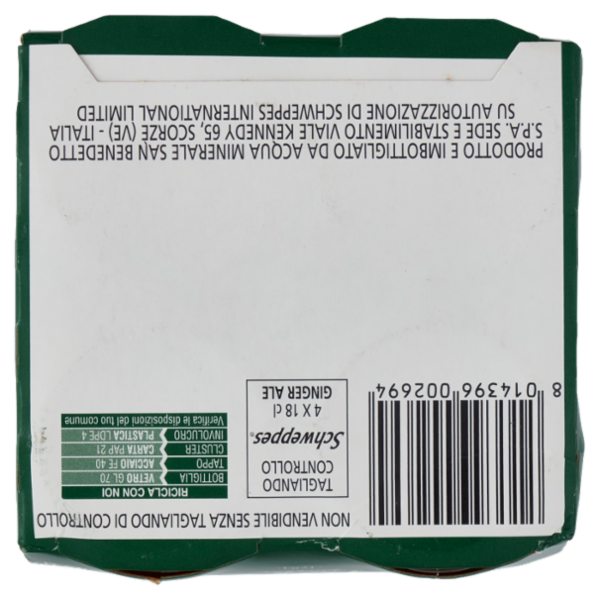 PRODOTTO E IMBOTTIGLIATO DA ACQUA MINERALE SAN BENEDETTO
S.P.A. SEDE E STABILIMENTO VIALE KENNEDY 65, SCORZE (VE) - ITALIA
SU AUTORIZZAZIONE DI SCHWEPPES INTERNATIONAL LIMITED
NON VENDIBILE SENZA TAGLIANDO DI CONTROLLO
TAGLIANDO
CONTROLLO
Schweppes®
4 X 18 cl
GINGER ALE
RICICLA CON NOI
BOTTIGLIA VETRO GL 70
TAPPO ACCIAIO FE 40
CLUSTER CARTA PAP 21
INVOLUCRO PLASTICA LDPE 4
Verifica le disposizioni del tuo comune
8 014396 002694